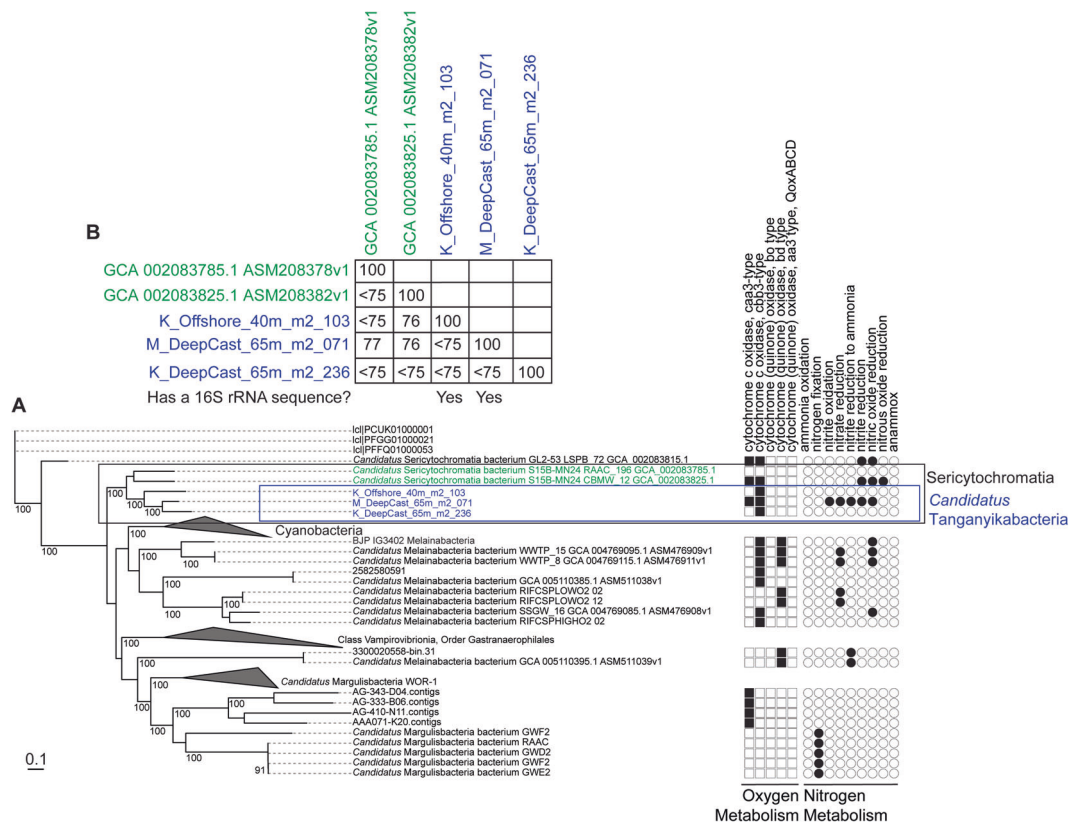 B
GCA 002083785.1 ASM208378v1
GCA 002083825.1 ASM208382v1
K_Offshore_40m_m2_103
M_DeepCast_65m_m2_071
K_DeepCast_65m_m2_236
GCA 002083785.1 ASM208378v1 100
GCA 002083825.1 ASM208382v1 <75 100
K_Offshore_40m_m2_103 <75 76 100
M_DeepCast_65m_m2_071 77 76 <75 100
K_DeepCast_65m_m2_236 <75 <75 <75 <75 100
Has a 16S rRNA sequence? Yes Yes
A
cytochrome c oxidase, caa3-type
cytochrome c oxidase, cbb3-type
cytochrome (quinone) oxidase, bo type
cytochrome (quinone) oxidase, bd type
cytochrome (quinone) oxidase, aa3 type, QoxABCD
ammonia oxidation
nitrogen fixation
nitrite oxidation
nitrate reduction
nitrite reduction to ammonia
nitrite reduction
nitric oxide reduction
nitrous oxide reduction
anammox
lcl|PCUK01000001
lcl|PFGG01000021
lcl|PFFQ01000053
Candidatus Sericytochromatia bacterium GL2-53 LSPB_72 GCA_002083815.1
Candidatus Sericytochromatia bacterium S15B-MN24 RAAC_196 GCA_002083785.1
Candidatus Sericytochromatia bacterium S15B-MN24 CBMW_12 GCA_002083825.1
K_Offshore_40m_m2_103
M_DeepCast_65m_m2_071
K_DeepCast_65m_m2_236
Sericytochromatia
Candidatus
Tanganyikabacteria
Cyanobacteria
BJP IG3402 Melainabacteria
Candidatus Melainabacteria bacterium WWTP_15 GCA 004769095.1 ASM476909v1
Candidatus Melainabacteria bacterium WWTP_8 GCA 004769115.1 ASM476911v1
2582580591
Candidatus Melainabacteria bacterium GCA 005110385.1 ASM511038v1
Candidatus Melainabacteria bacterium RIFCSPLOWO2 02
Candidatus Melainabacteria bacterium RIFCSPLOWO2 12
Candidatus Melainabacteria bacterium SSGW_16 GCA 004769085.1 ASM476908v1
Candidatus Melainabacteria bacterium RIFCSPHIGHO2 02
Class Vampirovibrionia, Order Gastranaerophilales
3300020558-bin.31
Candidatus Melainabacteria bacterium GCA 005110395.1 ASM511039v1
Candidatus Margulisbacteria WOR-1
AG-343-D04.contigs
AG-333-B06.contigs
AG-410-N11.contigs
AAA071-K20.contigs
Candidatus Margulisbacteria bacterium GWF2
Candidatus Margulisbacteria bacterium RAAC
Candidatus Margulisbacteria bacterium GWD2
Candidatus Margulisbacteria bacterium GWF2
Candidatus Margulisbacteria bacterium GWE2
100
100
100
100
100
100
100
100
100
100
100
100
100
100
91
0.1
Oxygen
Metabolism
Nitrogen
Metabolism